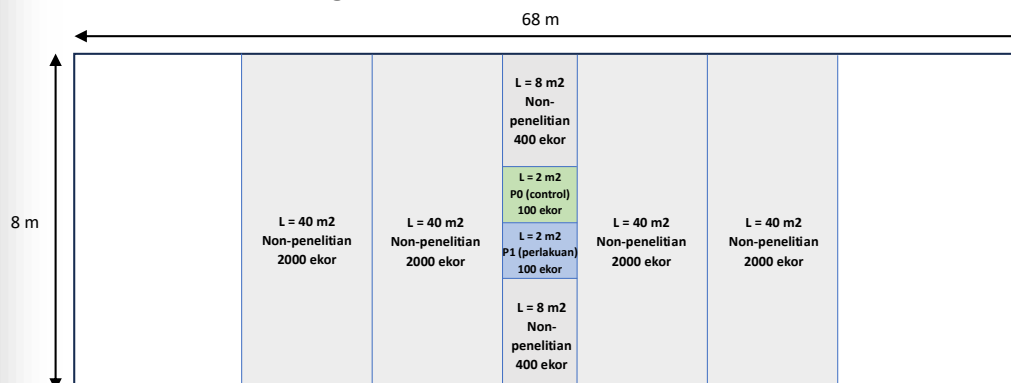 68 m
8 m
L = 40 m2
Non-penelitian
2000 ekor
L = 40 m2
Non-penelitian
2000 ekor
L = 8 m2
Non-
penelitian
400 ekor
L = 2 m2
P0 (control)
100 ekor
L = 2 m2
P1 (perlakuan)
100 ekor
L = 8 m2
Non-
penelitian
400 ekor
L = 40 m2
Non-penelitian
2000 ekor
L = 40 m2
Non-penelitian
2000 ekor